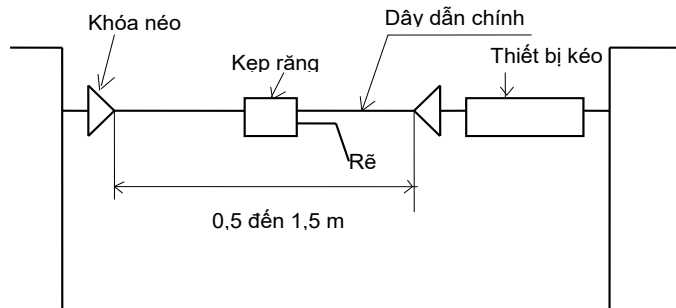 Khóa néo
Dây dẫn chính
Kẹp răng
Thiết bị kéo
Rẽ
0,5 đến 1,5 m